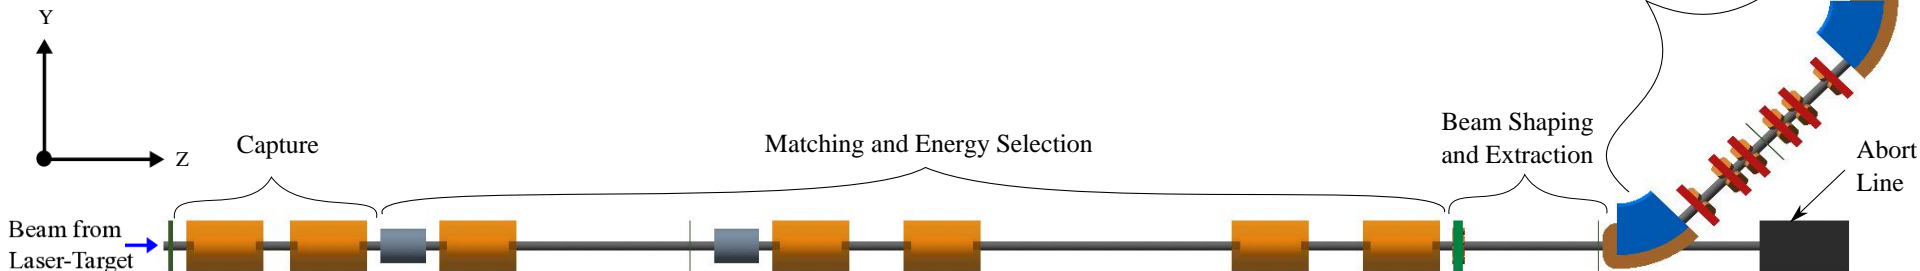 Y
Z
Capture
Matching and Energy Selection
Beam Shaping
and Extraction
Abort
Line
Beam from
Laser-Target